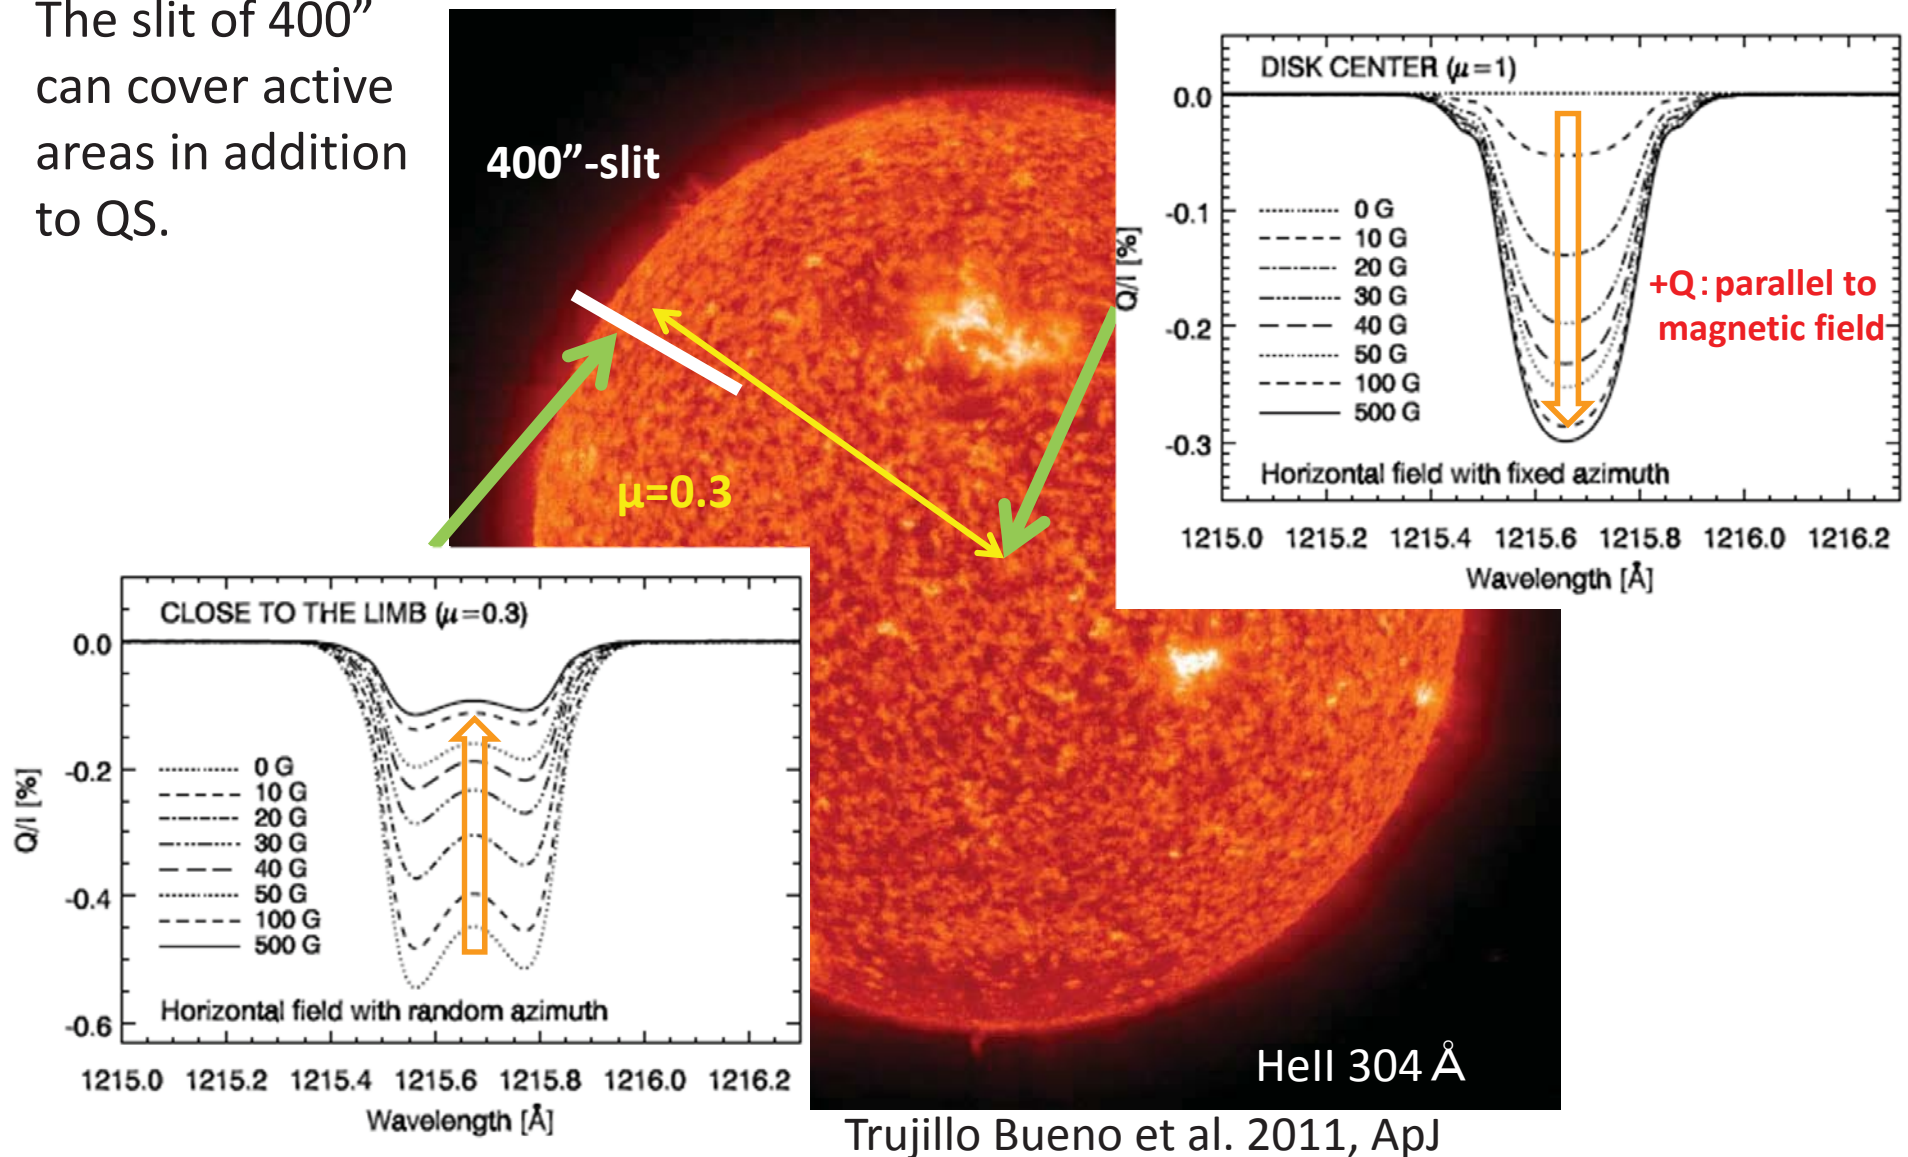 The slit of 400”
can cover active
areas in addition
to QS.
400”-slit
μ=0.3
DISK CENTER (μ=1)
0.0
-0.1
-0.2
-0.3
Q/I [%]
0 G
10 G
20 G
30 G
40 G
50 G
100 G
500 G
+Q:parallel to
magnetic field
Horizontal field with fixed azimuth
1215.0 1215.2 1215.4 1215.6 1215.8 1216.0 1216.2
Wavelength [Å]
CLOSE TO THE LIMB (μ=0.3)
0.0
-0.2
-0.4
-0.6
Q/I [%]
0 G
10 G
20 G
30 G
40 G
50 G
100 G
500 G
Horizontal field with random azimuth
1215.0 1215.2 1215.4 1215.6 1215.8 1216.0 1216.2
Wavelength [Å]
HeII 304 Å
Trujillo Bueno et al. 2011, ApJ